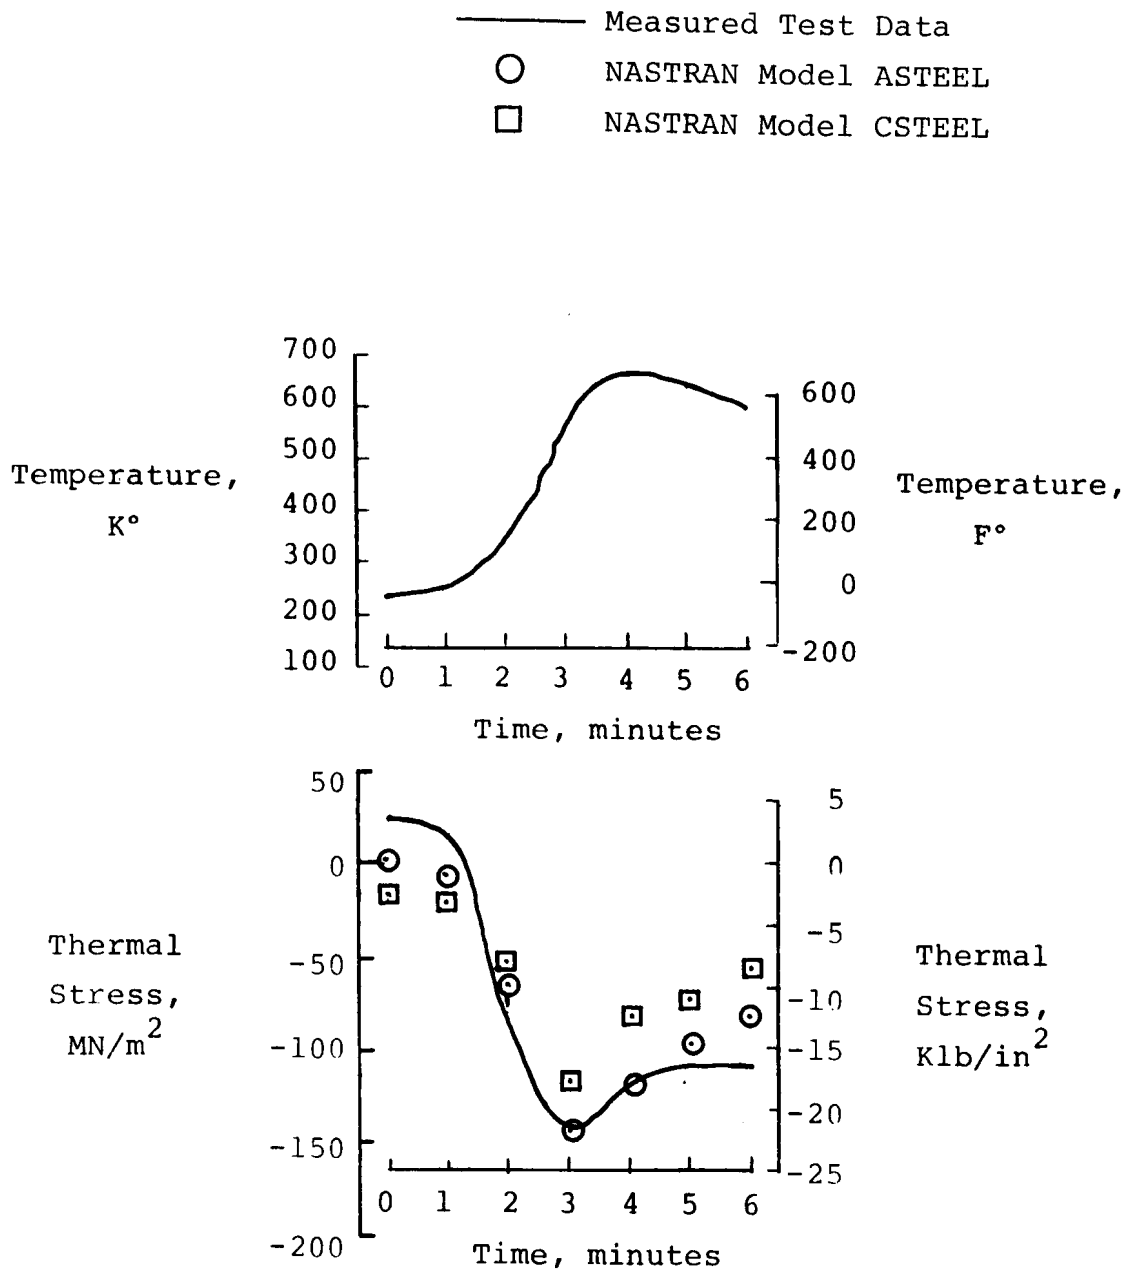 Measured Test Data
NASTRAN Model ASTEEL
NASTRAN Model CSTEEL
700
600
500
400
300
200
100
Temperature,
K°
600
400
200
0
-200
Temperature,
F°
0 1 2 3 4 5 6
Time, minutes
50
0
-50
-100
-150
-200
Thermal
Stress,
MN/m²
5
0
-5
-10
-15
-20
-25
Thermal
Stress,
Klb/in²
0 1 2 3 4 5 6
Time, minutes